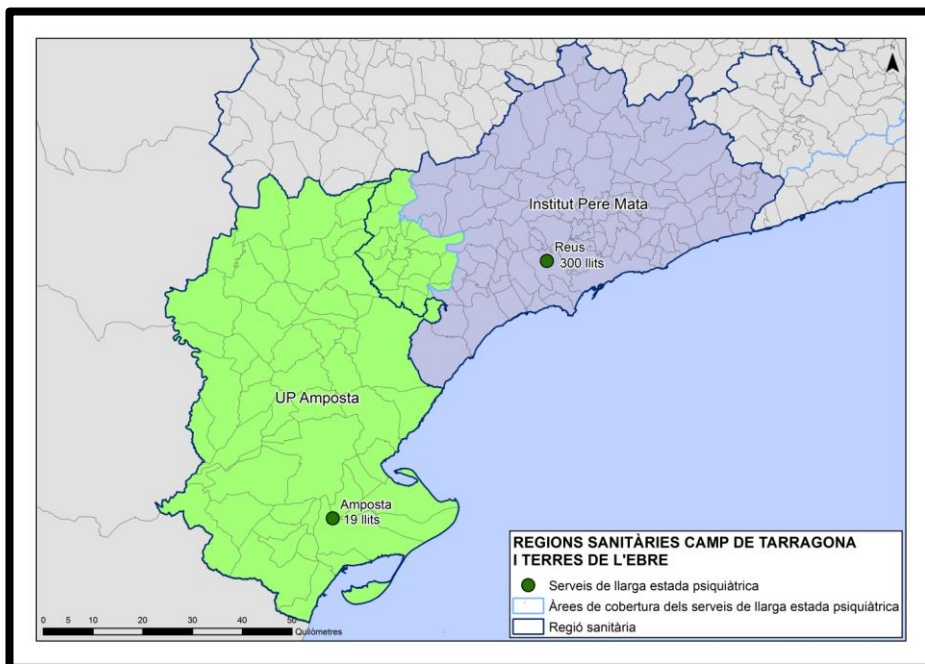 N
Institut Pere Mata
Reus
300 llits
UP Amposta
Amposta
19 llits
REGIONS SANITÀRIES CAMP DE TARRAGONA
I TERRES DE L'EBRE
Serveis de llarga estada psiquiàtrica
Àrees de cobertura dels serveis de llarga estada psiquiàtrica
Regió sanitària
0 10 20 30 40 50
Quilòmetres